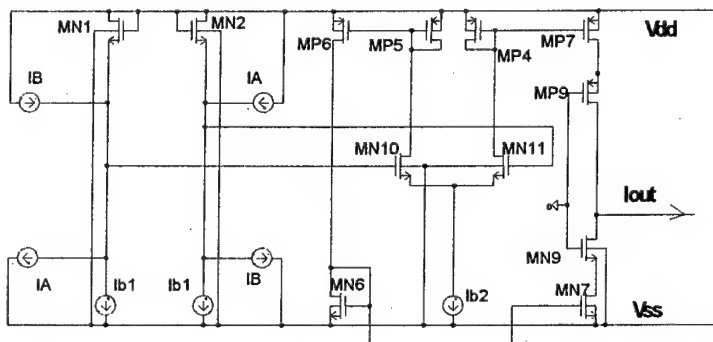 MN1
MN2
MP6
MP5
MP4
MP7
Vdd
IB
IA
MP9
MN10
MN11
Iout
IA
Ib1
Ib1
IB
MN6
Ib2
MN9
MN7
Vss